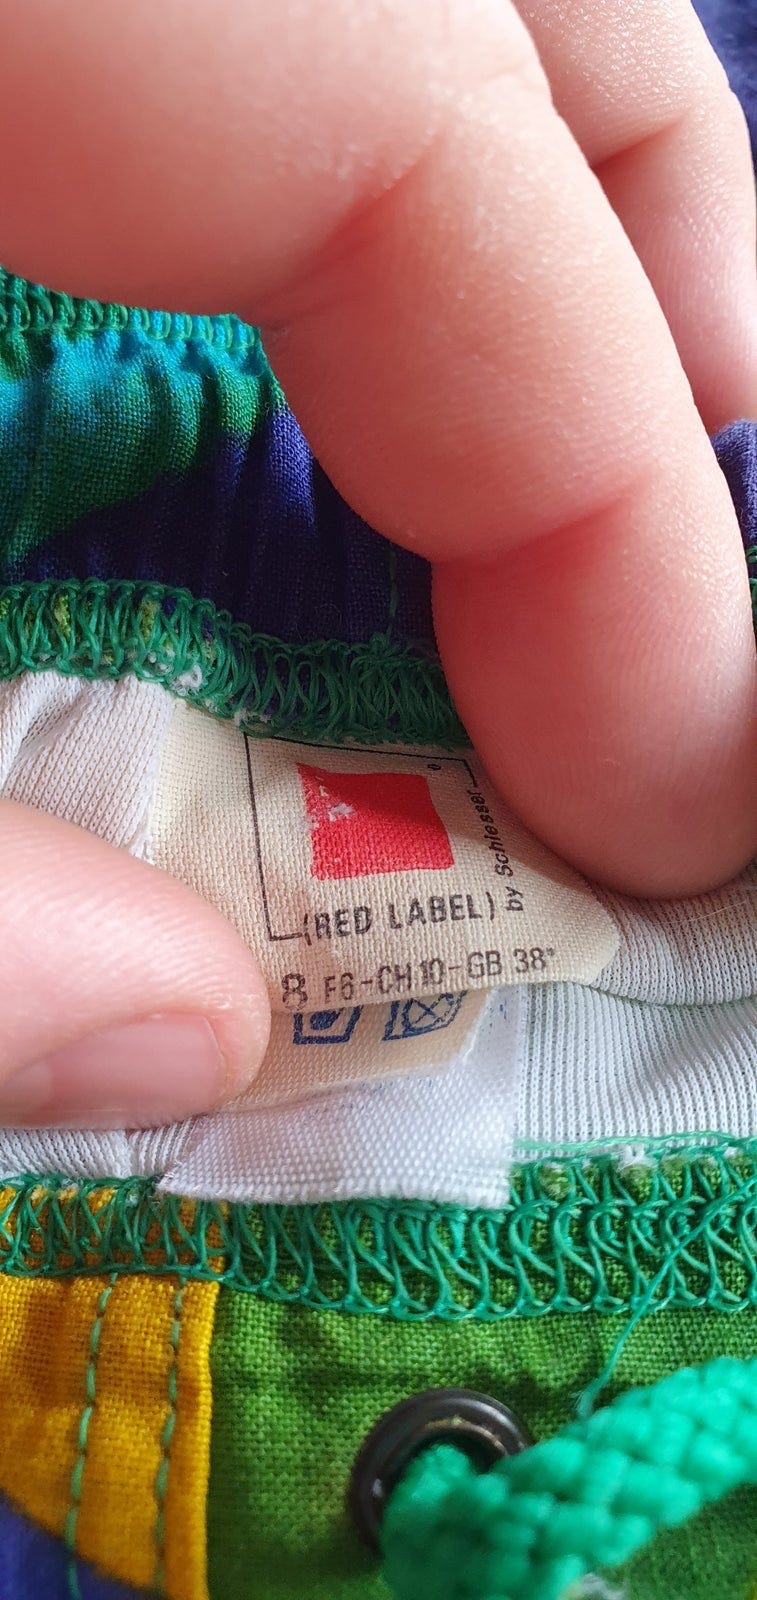 (RED LABEL)
by Schiesser
8 F6-CH10-GB 38"